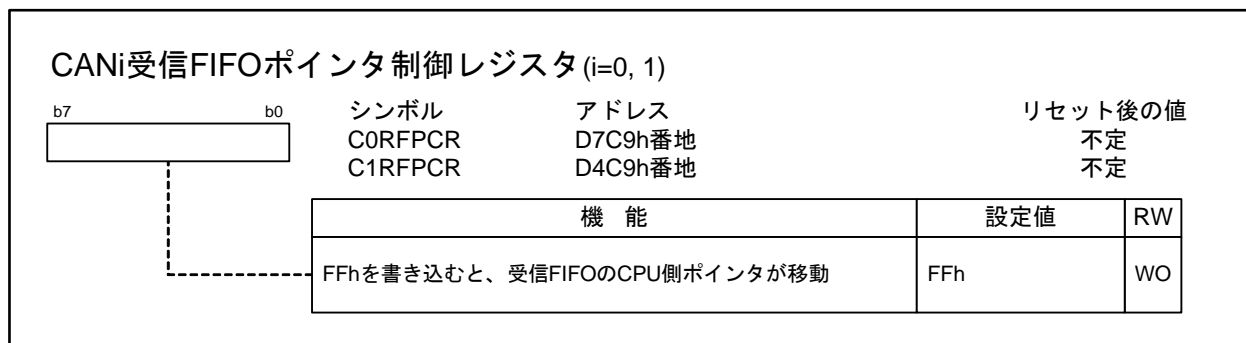 CANi受信FIFOポインタ制御レジスタ(i=0, 1)
b7 b0 シンボル アドレス リセット後の値
C0RFPCR D7C9h番地 不定
C1RFPCR D4C9h番地 不定
機 能 設定値 RW
FFhを書き込むと、受信FIFOのCPU側ポインタが移動 FFh WO